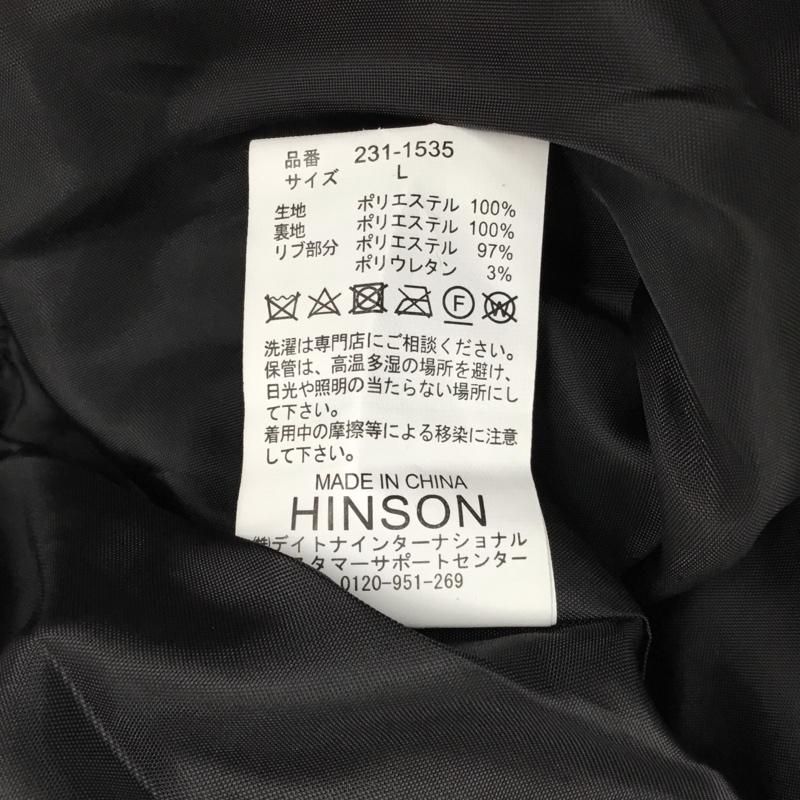 品番 231-1535
サイズ L
生地 ポリエステル 100%
裏地 ポリエステル 100%
リブ部分 ポリエステル 97%
ポリウレタン 3%
F W
洗濯は専門店にご相談ください。
保管は、高温多湿の場所を避け、
日光や照明の当たらない場所にし
て下さい。
着用中の摩擦等による移染に注意
して下さい。
MADE IN CHINA
HINSON
㈱デイトナインターナショナル
スタマーサポートセンター
0120-951-269